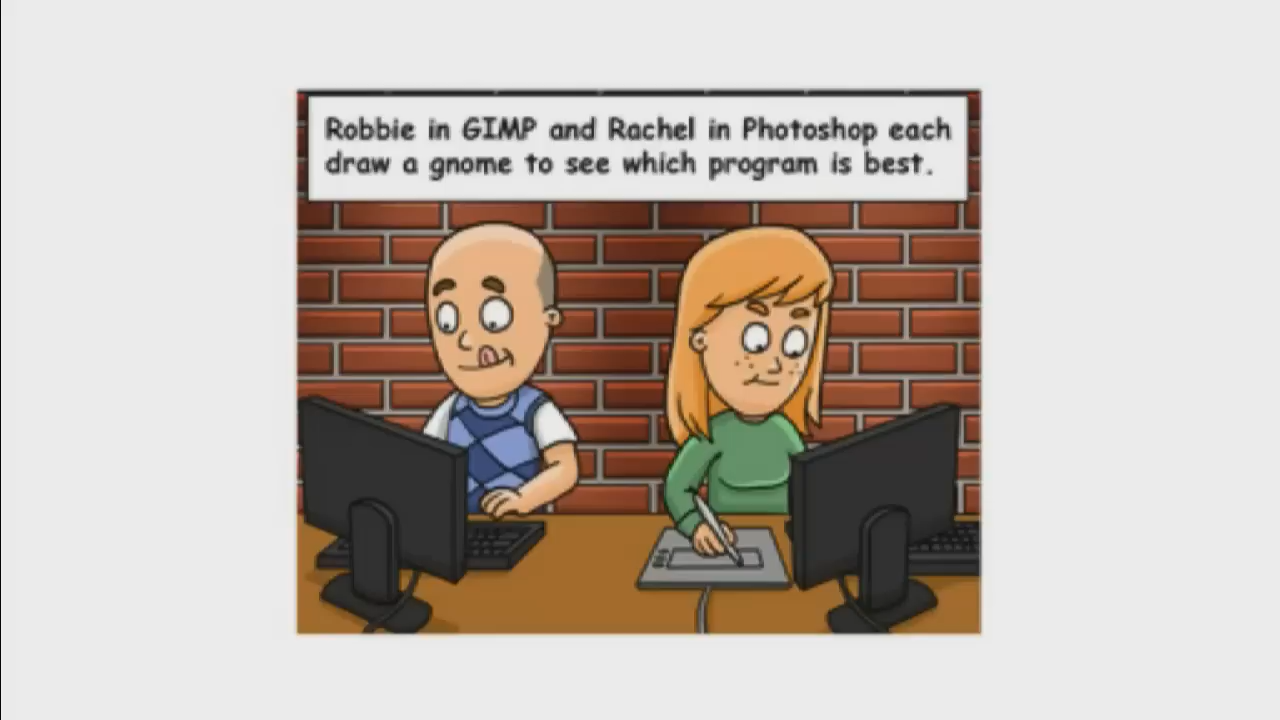 Robbie in GIMP and Rachel in Photoshop each
draw a gnome to see which program is best.